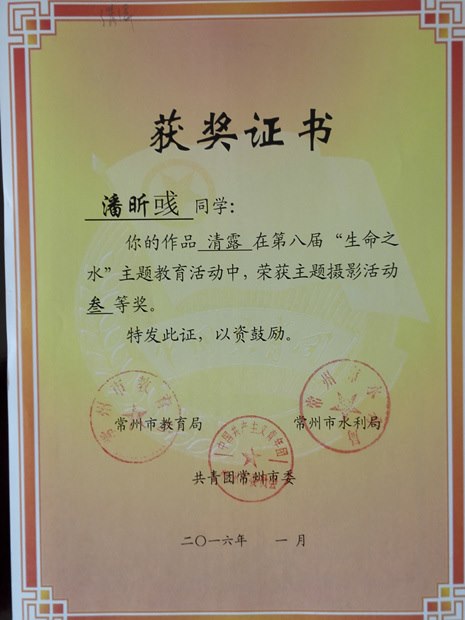 获奖证书
潘昕彧 同学：
你的作品 清露 在第八届“生命之
水”主题教育活动中，荣获主题摄影活动
叁 等奖。
特发此证，以资鼓励。
常州市教育局
常州市水利局
共青团常州市委
二〇一六年 一 月